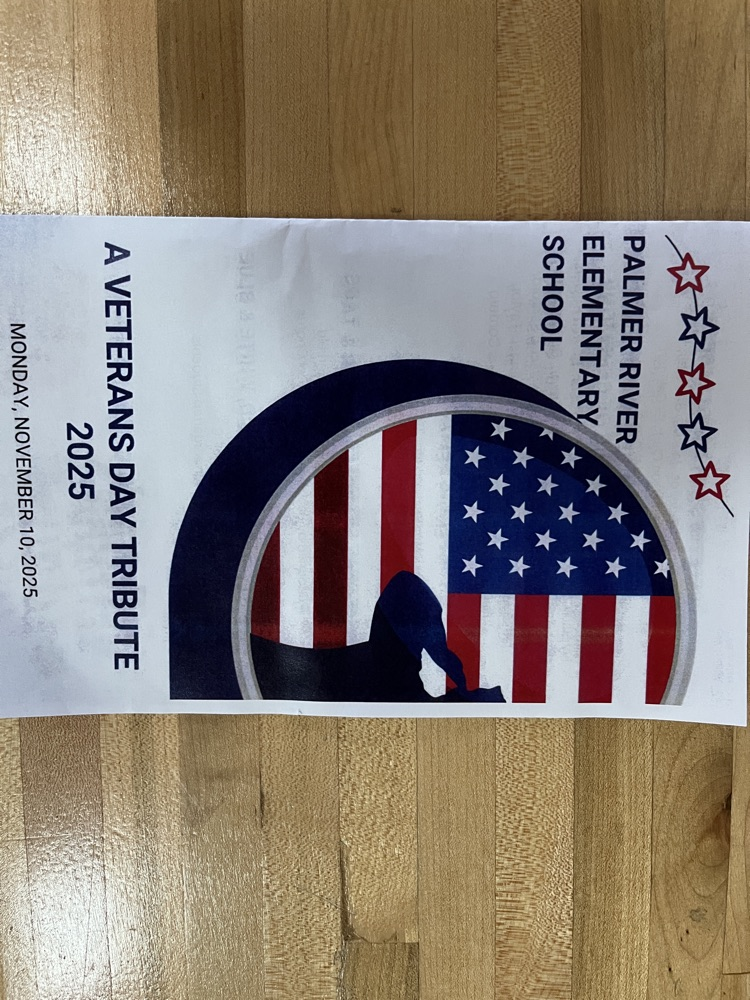 PALMER RIVER
ELEMENTARY
SCHOOL
A VETERANS DAY TRIBUTE
2025
MONDAY, NOVEMBER 10, 2025